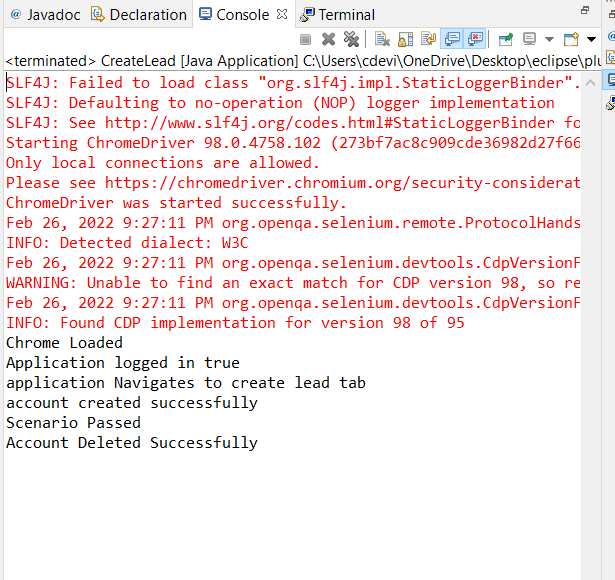 Javadoc Declaration Console Terminal
<terminated> CreateLead [Java Application] C:\Users\cdevi\OneDrive\Desktop\eclipse\plu
SLF4J: Failed to load class "org.slf4j.impl.StaticLoggerBinder".
SLF4J: Defaulting to no-operation (NOP) logger implementation
SLF4J: See http://www.slf4j.org/codes.html#StaticLoggerBinder fo
Starting ChromeDriver 98.0.4758.102 (273bf7ac8c909cde36982d27f66
Only local connections are allowed.
Please see https://chromedriver.chromium.org/security-considerat
ChromeDriver was started successfully.
Feb 26, 2022 9:27:11 PM org.openqa.selenium.remote.ProtocolHands
INFO: Detected dialect: W3C
Feb 26, 2022 9:27:11 PM org.openqa.selenium.devtools.CdpVersionF
WARNING: Unable to find an exact match for CDP version 98, so re
Feb 26, 2022 9:27:11 PM org.openqa.selenium.devtools.CdpVersionF
INFO: Found CDP implementation for version 98 of 95
Chrome Loaded
Application logged in true
application Navigates to create lead tab
account created successfully
Scenario Passed
Account Deleted Successfully